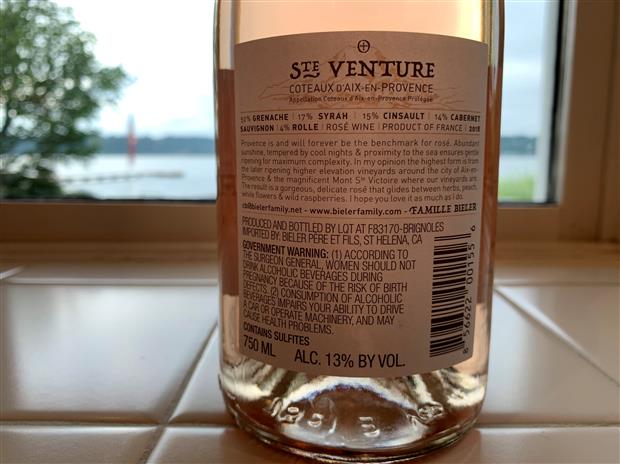 STE VENTURE
COTEAUX D'AIX-EN-PROVENCE
Appellation Coteaux d'Aix-en-Provence Protégée
50% GRENACHE | 17% SYRAH | 15% CINSAULT | 14% CABERNET
SAUVIGNON | 4% ROLLE | ROSÉ WINE | PRODUCT OF FRANCE | 2018
Provence is and will forever be the benchmark for rosé. Abundant
sunshine, tempered by cool nights & proximity to the sea ensures gentle
ripening for maximum complexity. In my opinion the highest form is from
the later ripening higher elevation vineyards around the city of Aix-en-
Provence & the magnificent Mont Ste Victoire where our vineyards are.
The result is a gorgeous, delicate rosé that glides between herbs, peach,
white flowers & wild raspberries. I hope you love it as much as I do.
cb@bielerfamily.net - www.bielerfamily.com - FAMILLE BIELER
PRODUCED AND BOTTLED BY LQT AT F83170-BRIGNOLES
IMPORTED BY: BIELER PÈRE ET FILS, ST HELENA, CA
GOVERNMENT WARNING: (1) ACCORDING TO
THE SURGEON GENERAL, WOMEN SHOULD NOT
DRINK ALCOHOLIC BEVERAGES DURING
PREGNANCY BECAUSE OF THE RISK OF BIRTH
DEFECTS. (2) CONSUMPTION OF ALCOHOLIC
BEVERAGES IMPAIRS YOUR ABILITY TO DRIVE
A CAR OR OPERATE MACHINERY, AND MAY
CAUSE HEALTH PROBLEMS.
CONTAINS SULFITES
750 ML ALC. 13% BY VOL.
8 56622 00155 6